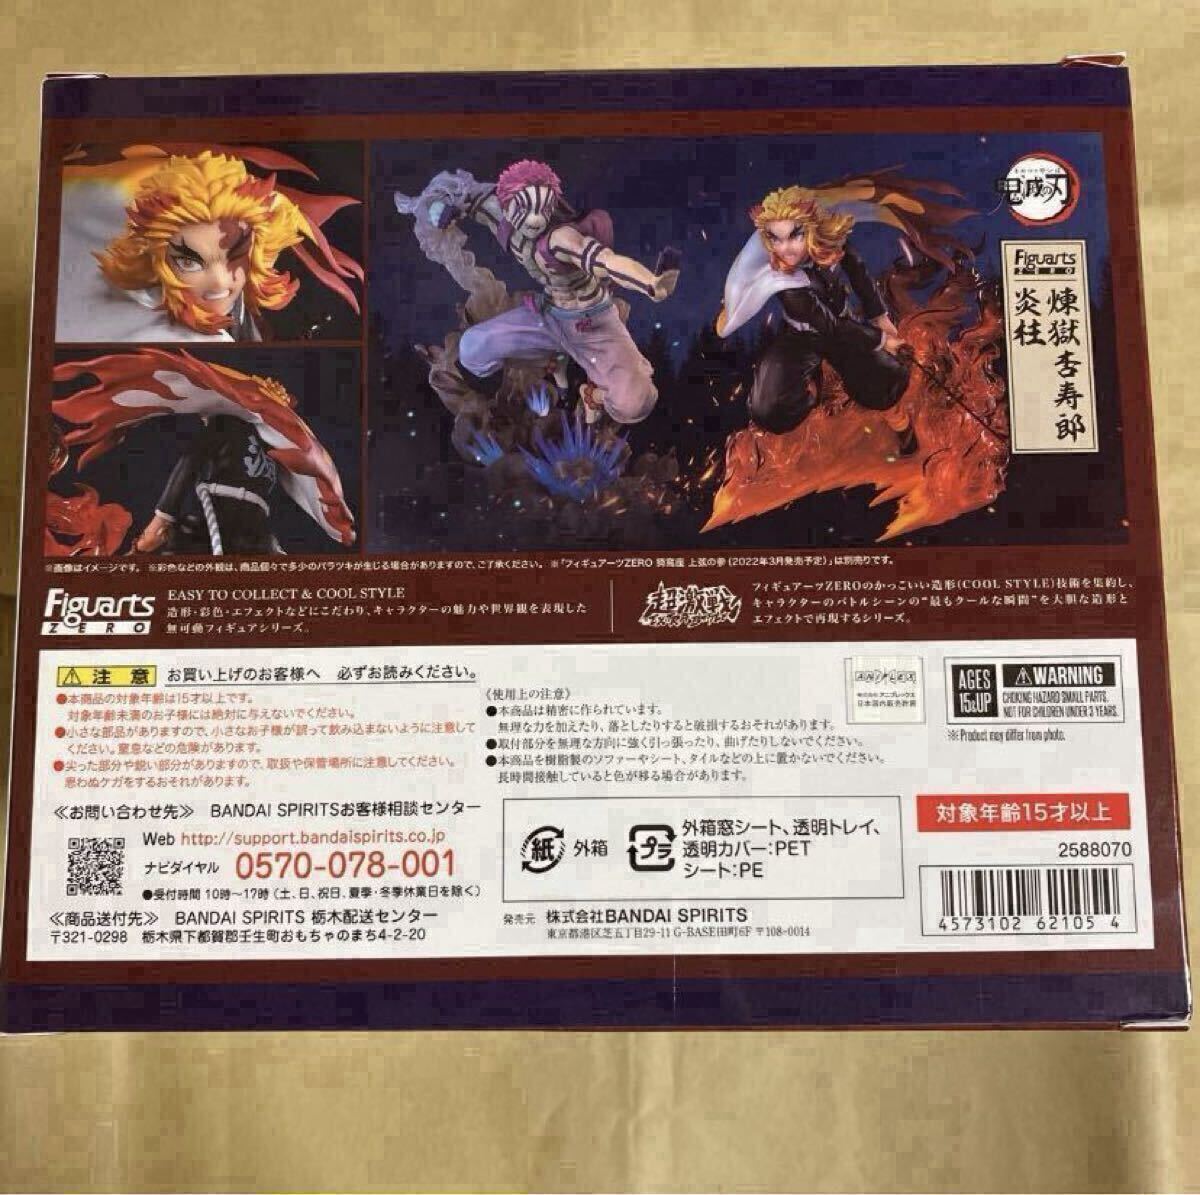 鬼滅の刃
Figuarts
ZERO
煉獄杏寿郎
炎柱
※画像はイメージです。 ※彩色などの外観は、商品個々で多少のバラツキが生じる場合がありますので、ご了承ください。 ※「フィギュアーツZERO 猗窩座 上弦の参(2022年3月発売予定)」は別売りです。
Figuarts
ZERO
EASY TO COLLECT & COOL STYLE
造形・彩色・エフェクトなどにこだわり、キャラクターの魅力や世界観を表現した
無可動フィギュアシリーズ。
超激戦
フィギュアーツZEROのかっこいい造形(COOL STYLE)技術を集約し、
キャラクターのバトルシーンの“最もクールな瞬間”を大胆な造形と
エフェクトで再現するシリーズ。
注 意 お買い上げのお客様へ 必ずお読みください。
●本商品の対象年齢は15才以上です。
対象年齢未満のお子様には絶対に与えないでください。
●小さな部品がありますので、小さなお子様が誤って飲み込まないように注意して
ください。窒息などの危険があります。
●尖った部分や鋭い部分がありますので、取扱や保管場所に注意してください。
思わぬケガをするおそれがあります。
《使用上の注意》
●本商品は精密に作られています。
無理な力を加えたり、落としたりすると破損するおそれがあります。
●取付部分を無理な方向に強く引っ張ったり、曲げたりしないでください。
●本商品を樹脂製のソファーやシート、タイルなどの上に置かないでください。
長時間接触していると色が移る場合があります。
ANIPLEX
株式会社アニプレックス
日本国内販売許諾
AGES
15&UP
WARNING
CHOKING HAZARD SMALL PARTS.
NOT FOR CHILDREN UNDER 3 YEARS.
※Product may differ from photo.
≪お問い合わせ先≫ BANDAI SPIRITSお客様相談センター
Web http://support.bandaispirits.co.jp
ナビダイヤル 0570-078-001
●受付時間 10時~17時(土、日、祝日、夏季・冬季休業日を除く)
≪商品送付先≫ BANDAI SPIRITS 栃木配送センター
〒321-0298 栃木県下都賀郡壬生町おもちゃのまち4-2-20
紙 外箱
プラ 外箱窓シート、透明トレイ、
透明カバー:PET
シート:PE
発売元 株式会社BANDAI SPIRITS
東京都港区芝五丁目29-11 G-BASE田町6F 〒108-0014
対象年齢15才以上
2588070
4573102 62105 4